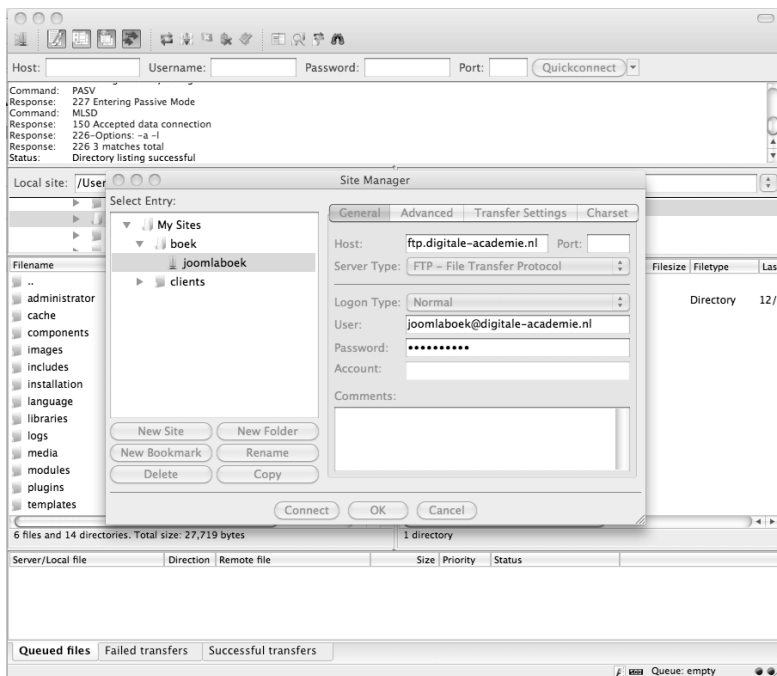 Host: Username: Password: Port: Quickconnect
Command: PASV
Response: 227 Entering Passive Mode
Command: MLSD
Response: 150 Accepted data connection
Response: 226-Options: -a -l
Response: 226 3 matches total
Status: Directory listing successful
Local site: /User
Site Manager
Select Entry:
My Sites
boek
joomlaboek
clients
New Site New Folder
New Bookmark Rename
Delete Copy
General Advanced Transfer Settings Charset
Host: ftp.digitale-academie.nl Port:
Server Type: FTP - File Transfer Protocol
Logon Type: Normal
User: joomlaboek@digitale-academie.nl
Password: ••••••••••
Account:
Comments:
Connect OK Cancel
Filename
..
administrator
cache
components
images
includes
installation
language
libraries
logs
media
modules
plugins
templates
Filesize Filetype Las
Directory 12/
6 files and 14 directories. Total size: 27,719 bytes
1 directory
Server/Local file Direction Remote file Size Priority Status
Queued files Failed transfers Successful transfers
Queue: empty